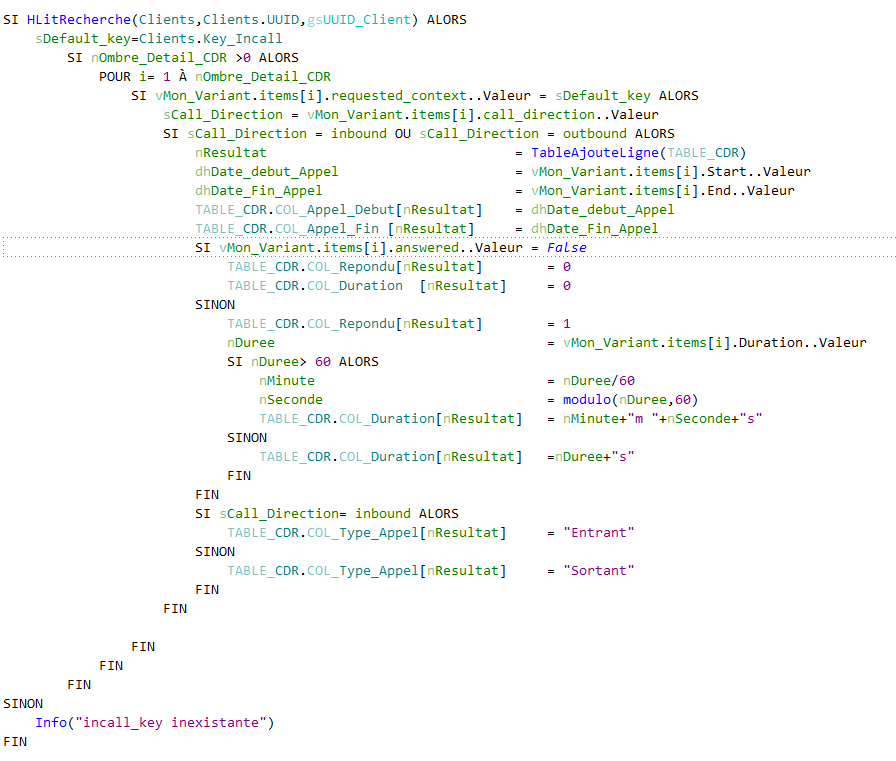 SI HLitRecherche(Clients,Clients.UUID,gsUUID_Client) ALORS
    sDefault_key=Clients.Key_Incall
        SI nOmbre_Detail_CDR >0 ALORS
            POUR i= 1 À nOmbre_Detail_CDR
                SI vMon_Variant.items[i].requested_context..Valeur = sDefault_key ALORS
                    sCall_Direction = vMon_Variant.items[i].call_direction..Valeur
                    SI sCall_Direction = inbound OU sCall_Direction = outbound ALORS
                        nResultat                               = TableAjouteLigne(TABLE_CDR)
                        dhDate_debut_Appel                      = vMon_Variant.items[i].Start..Valeur
                        dhDate_Fin_Appel                        = vMon_Variant.items[i].End..Valeur
                        TABLE_CDR.COL_Appel_Debut[nResultat]    = dhDate_debut_Appel
                        TABLE_CDR.COL_Appel_Fin [nResultat]     = dhDate_Fin_Appel
                        SI vMon_Variant.items[i].answered..Valeur = False
                            TABLE_CDR.COL_Repondu[nResultat]        = 0
                            TABLE_CDR.COL_Duration  [nResultat]     = 0
                        SINON
                            TABLE_CDR.COL_Repondu[nResultat]        = 1
                            nDuree                                  = vMon_Variant.items[i].Duration..Valeur
                            SI nDuree> 60 ALORS
                                nMinute                             = nDuree/60
                                nSeconde                            = modulo(nDuree,60)
                                TABLE_CDR.COL_Duration[nResultat]   = nMinute+"m "+nSeconde+"s"
                            SINON
                                TABLE_CDR.COL_Duration[nResultat]   =nDuree+"s"
                            FIN
                        FIN
                        SI sCall_Direction= inbound ALORS
                            TABLE_CDR.COL_Type_Appel[nResultat]     = "Entrant"
                        SINON
                            TABLE_CDR.COL_Type_Appel[nResultat]     = "Sortant"
                        FIN
                    FIN
                FIN
            FIN
        FIN
SINON
    Info("incall_key inexistante")
FIN